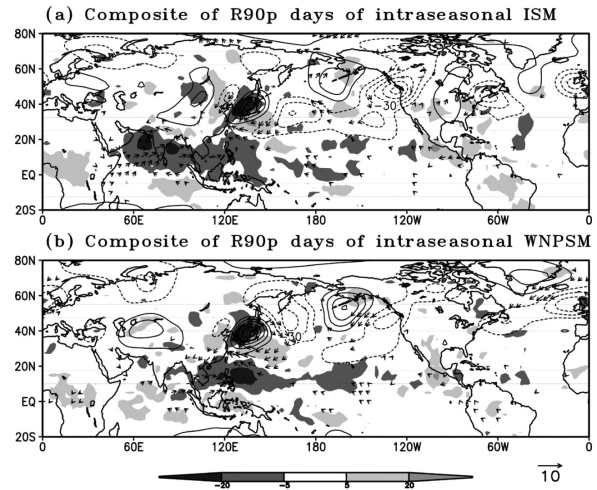 (a) Composite of R90p days of intraseasonal ISM
80N
60N
40N
20N
EQ
20S
-30
0 60E 120E 180 120W 60W 0
(b) Composite of R90p days of intraseasonal WNPSM
80N
60N
40N
20N
EQ
20S
-30
0 60E 120E 180 120W 60W 0
-20 -5 5 20
10